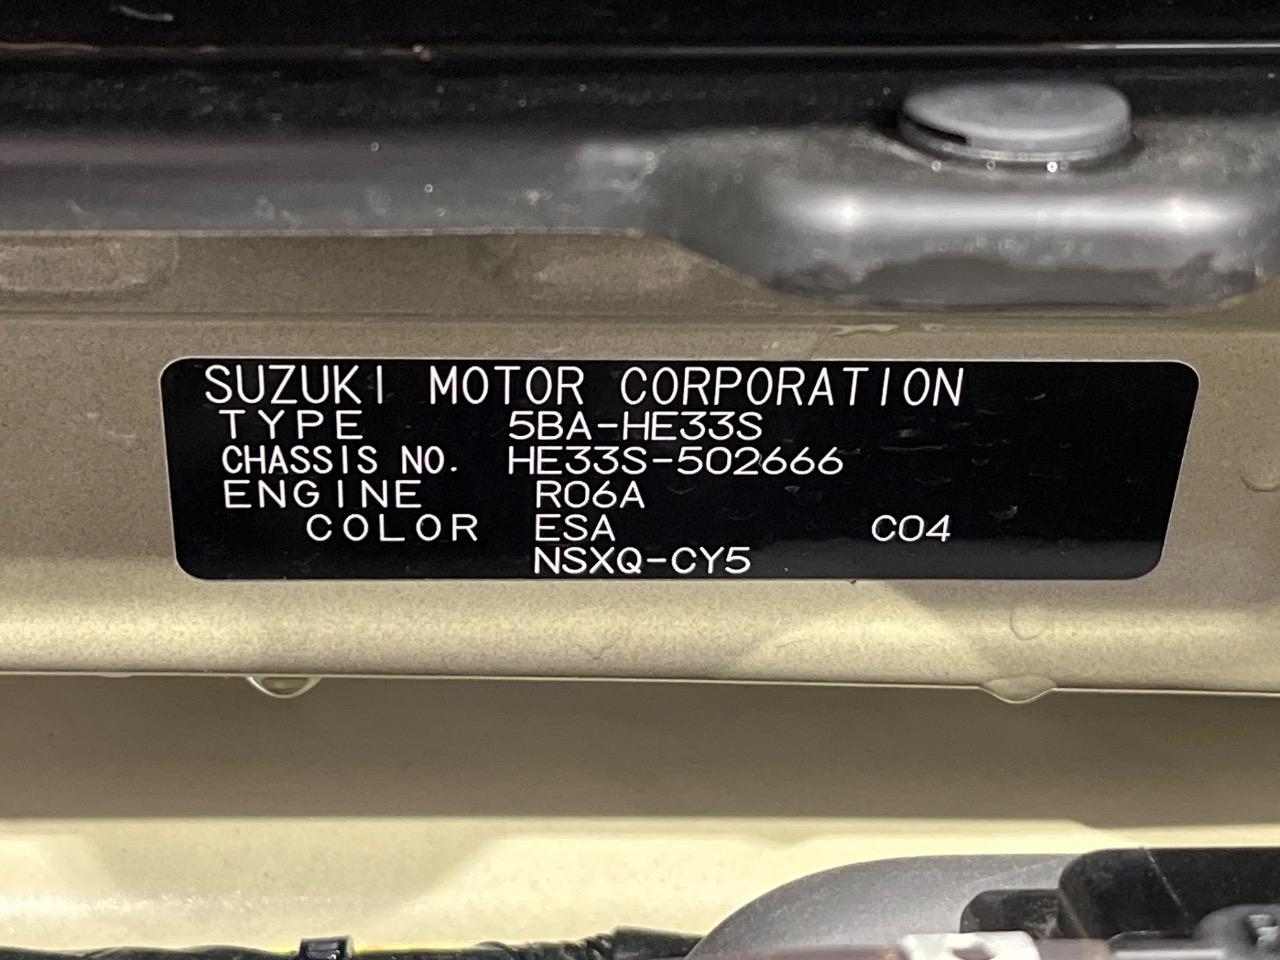 SUZUKI MOTOR CORPORATION
TYPE 5BA-HE33S
CHASSIS NO. HE33S-502666
ENGINE R06A
COLOR ESA C04
NSXQ-CY5